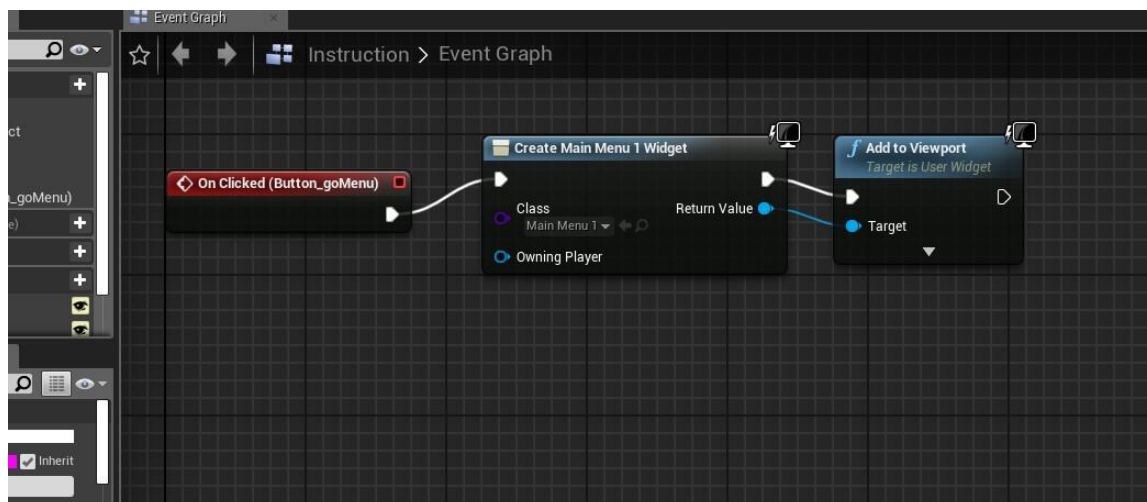 Event Graph
Instruction > Event Graph
ct
_goMenu)
e)
Inherit
On Clicked (Button_goMenu)
Create Main Menu 1 Widget
Class
Main Menu 1
Return Value
Owning Player
f Add to Viewport
Target is User Widget
Target